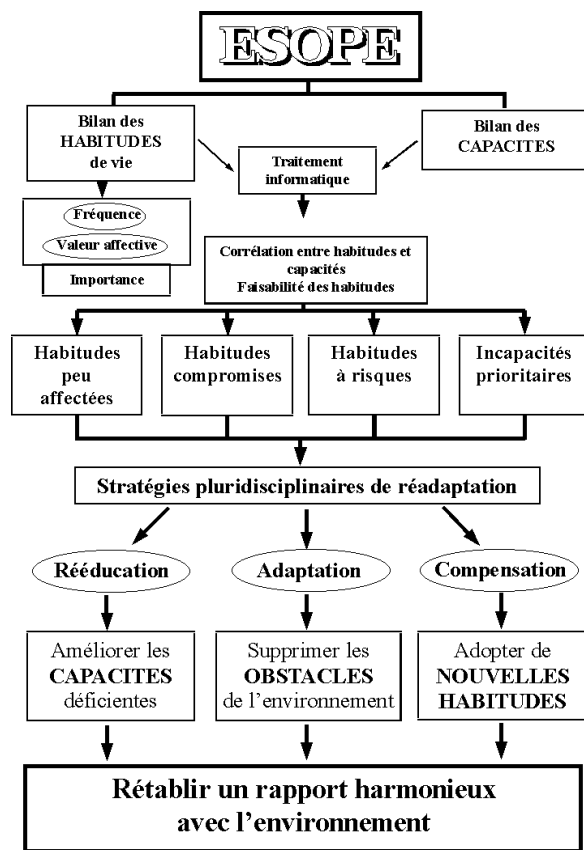 ESOPE
Bilan des
HABITUDES
de vie
Bilan des
CAPACITES
Traitement
informatique
Fréquence
Valeur affective
Importance
Corrélation entre habitudes et
capacités
Faisabilité des habitudes
Habitudes
peu
affectées
Habitudes
compromises
Habitudes
à risques
Incapacités
prioritaires
Stratégies pluridisciplinaires de réadaptation
Rééducation
Adaptation
Compensation
Améliorer les
CAPACITES
déficientes
Supprimer les
OBSTACLES
de l'environnement
Adopter de
NOUVELLES
HABITUDES
Rétablir un rapport harmonieux
avec l'environnement